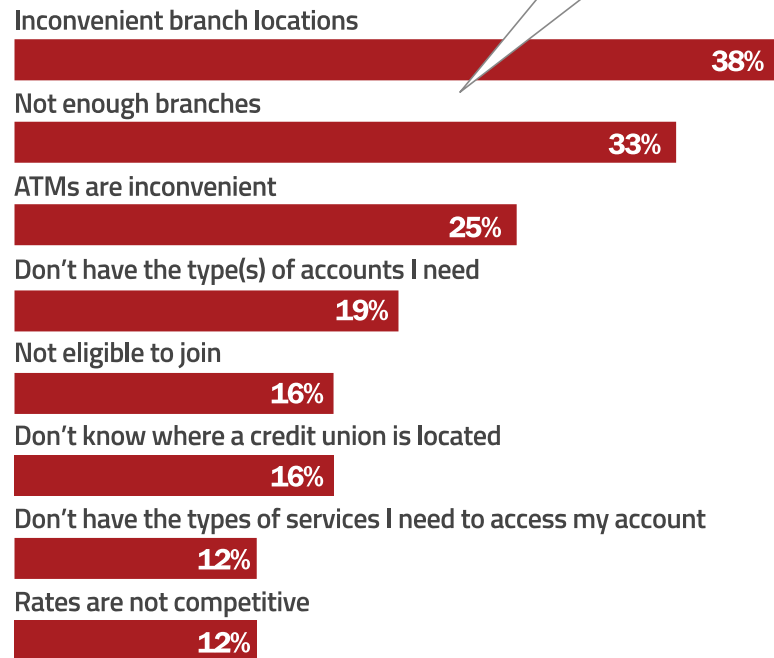 Inconvenient branch locations
38%
Not enough branches
33%
ATMs are inconvenient
25%
Don’t have the type(s) of accounts I need
19%
Not eligible to join
16%
Don’t know where a credit union is located
16%
Don’t have the types of services I need to access my account
12%
Rates are not competitive
12%